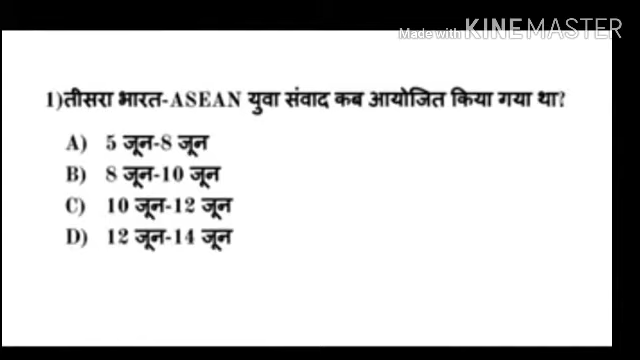 Made with KINEMASTER
1)तीसरा भारत-ASEAN युवा संवाद कब आयोजित किया गया था?
A) 5 जून-8 जून
B) 8 जून-10 जून
C) 10 जून-12 जून
D) 12 जून-14 जून